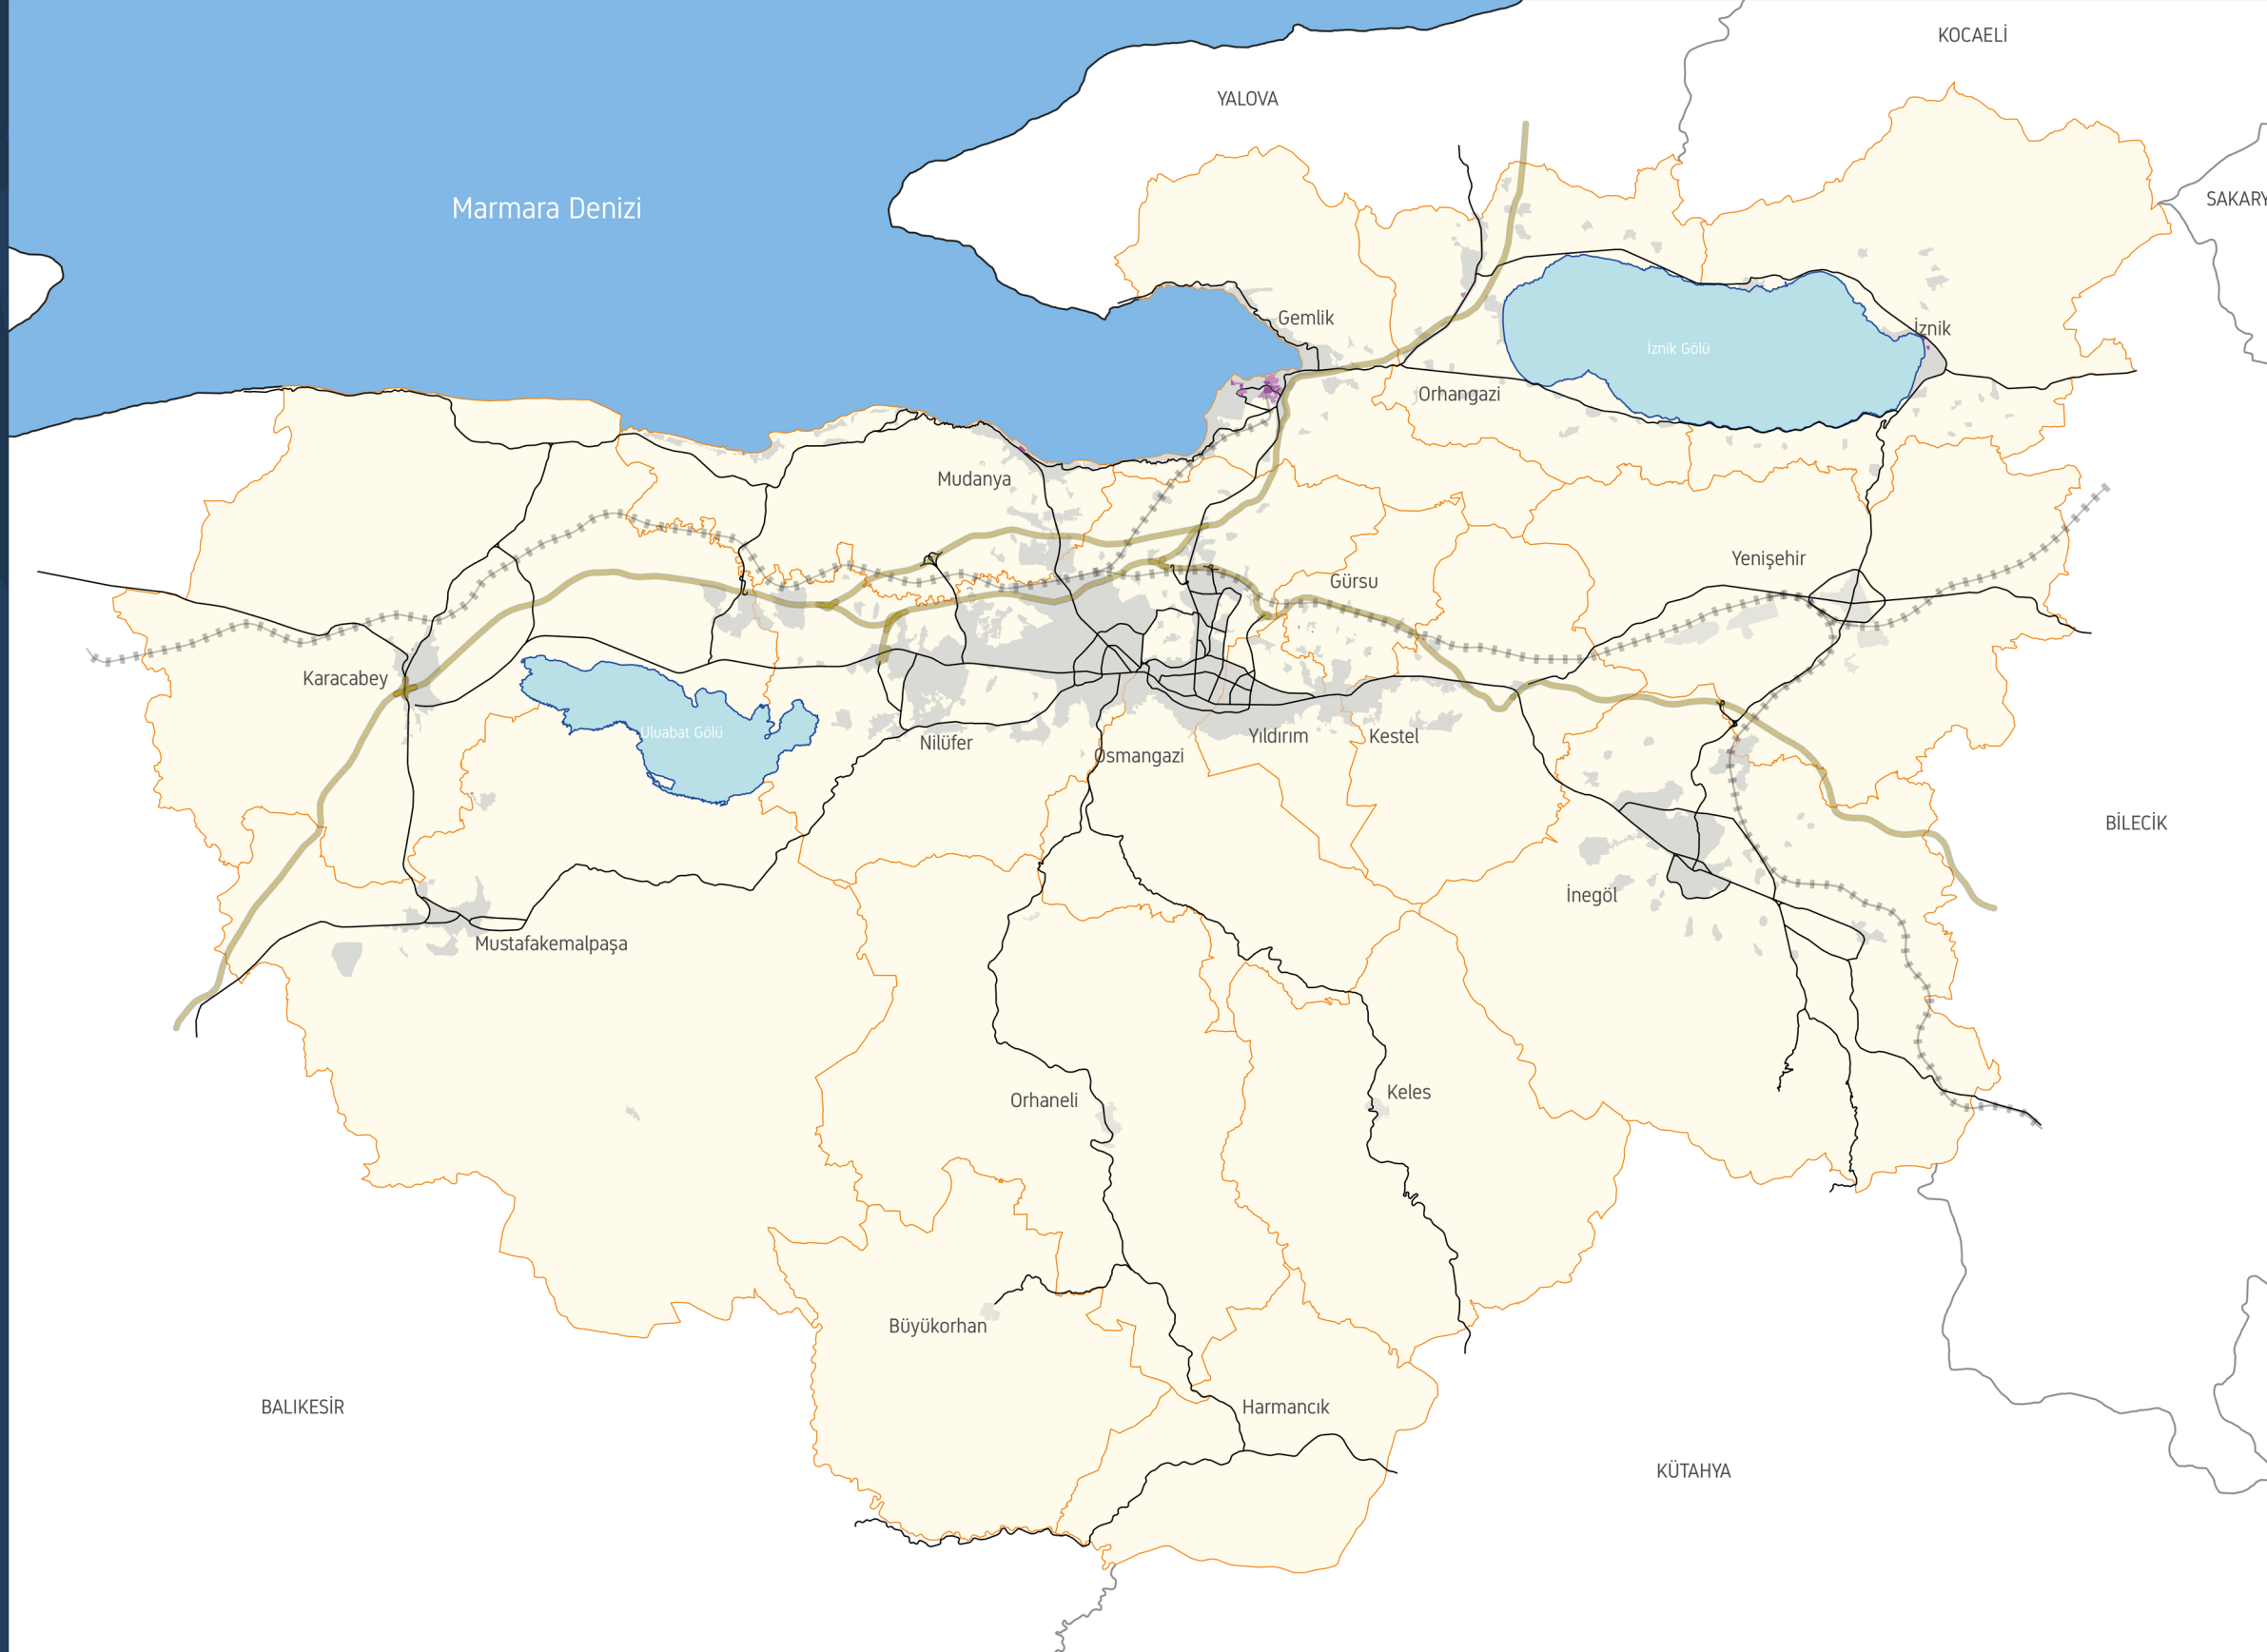 KOCAELİ
YALOVA
SAKARY
Marmara Denizi
Gemlik
İznik
İznik Gölü
Orhangazi
Mudanya
Yenişehir
Gürsu
Karacabey
Uluabat Gölü
Nilüfer
Yıldırım
Kestel
Osmangazi
BİLECİK
İnegöl
Mustafakemalpaşa
Keles
Orhaneli
Büyükorhan
BALIKESİR
Harmancık
KÜTAHYA